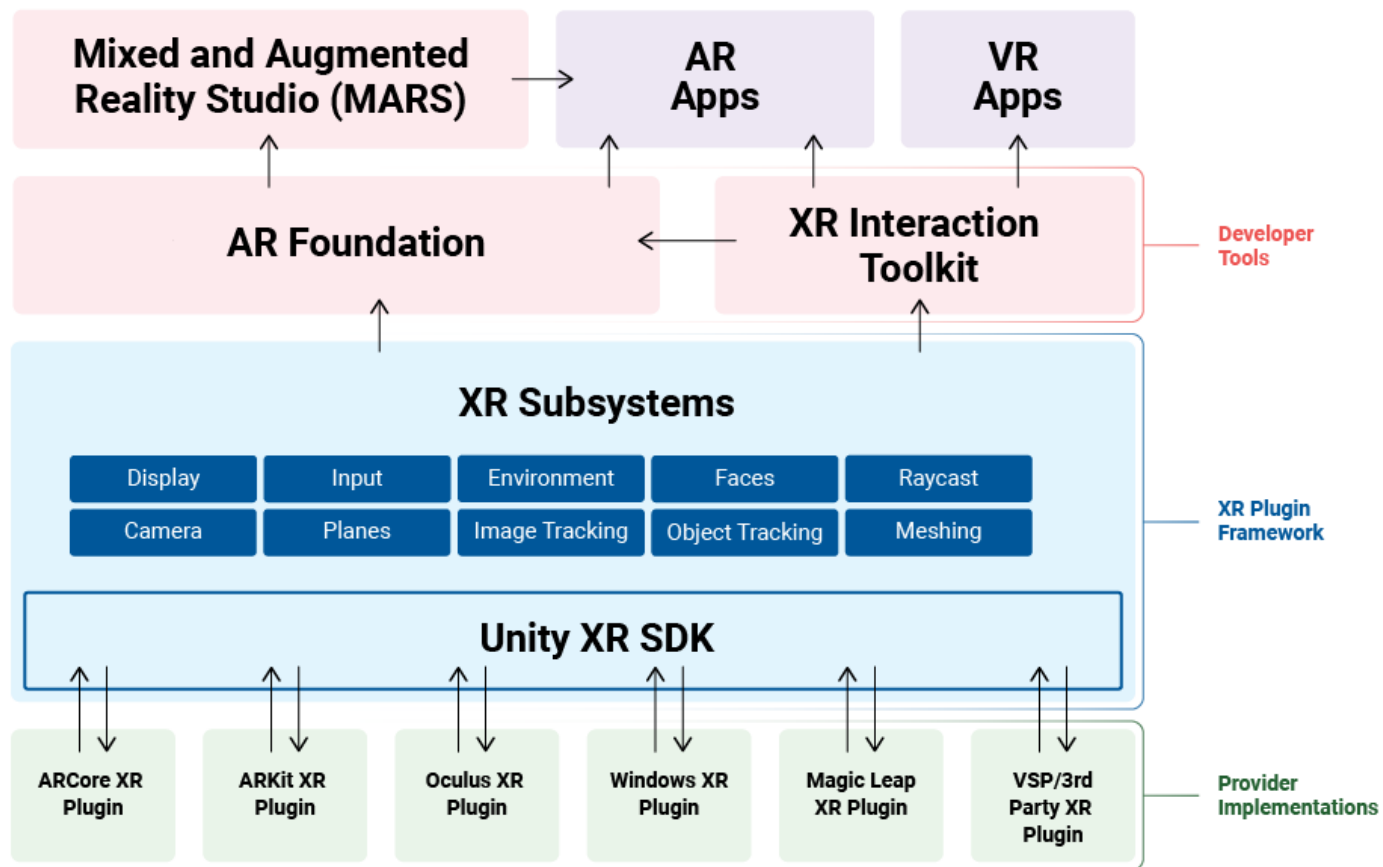 Mixed and Augmented
Reality Studio (MARS)
AR
Apps
VR
Apps
AR Foundation
XR Interaction
Toolkit
Developer
Tools
XR Subsystems
Display
Input
Environment
Faces
Raycast
Camera
Planes
Image Tracking
Object Tracking
Meshing
XR Plugin
Framework
Unity XR SDK
ARCore XR
Plugin
ARKit XR
Plugin
Oculus XR
Plugin
Windows XR
Plugin
Magic Leap
XR Plugin
VSP/3rd
Party XR
Plugin
Provider
Implementations